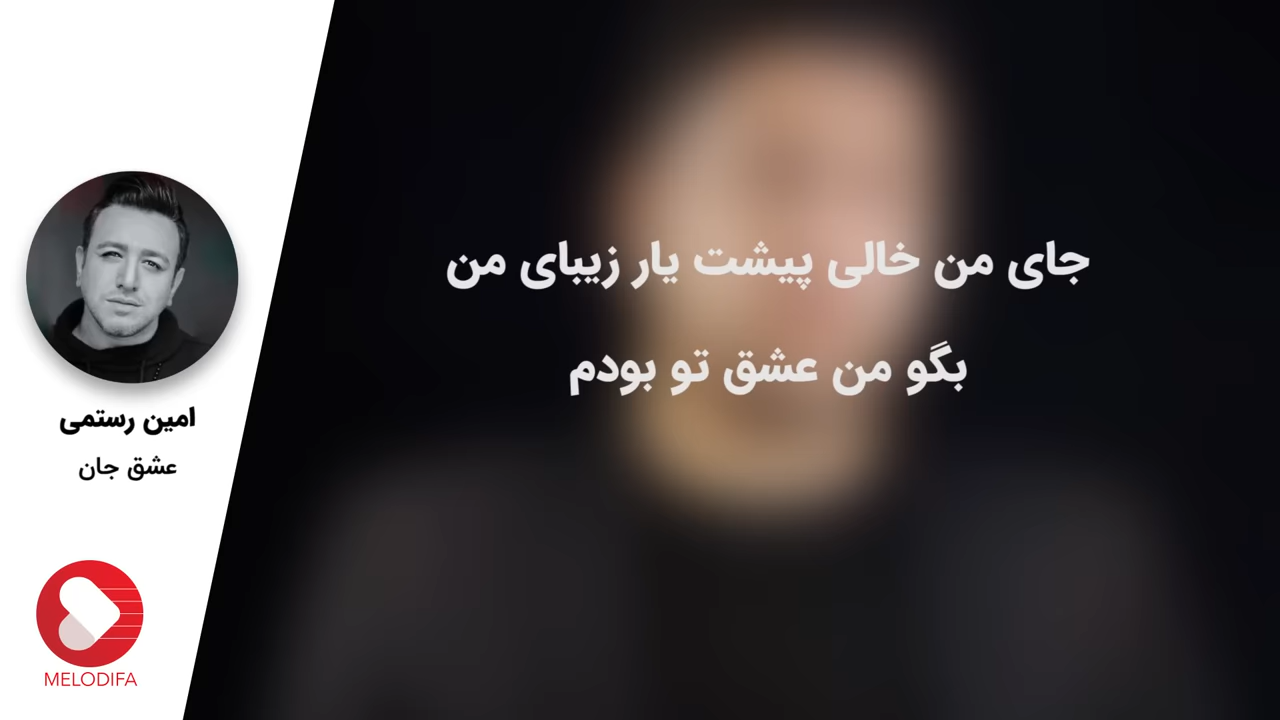 جای من خالی پیشت یار زیبای من
بگو من عشق تو بودم
امین رستمی
عشق جان
MELODIFA